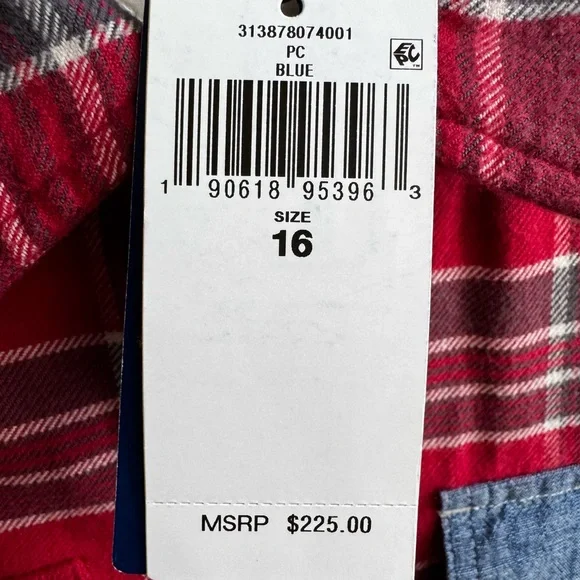 313878074001
PC
BLUE
1 90618 95396 3
SIZE
16
MSRP $225.00